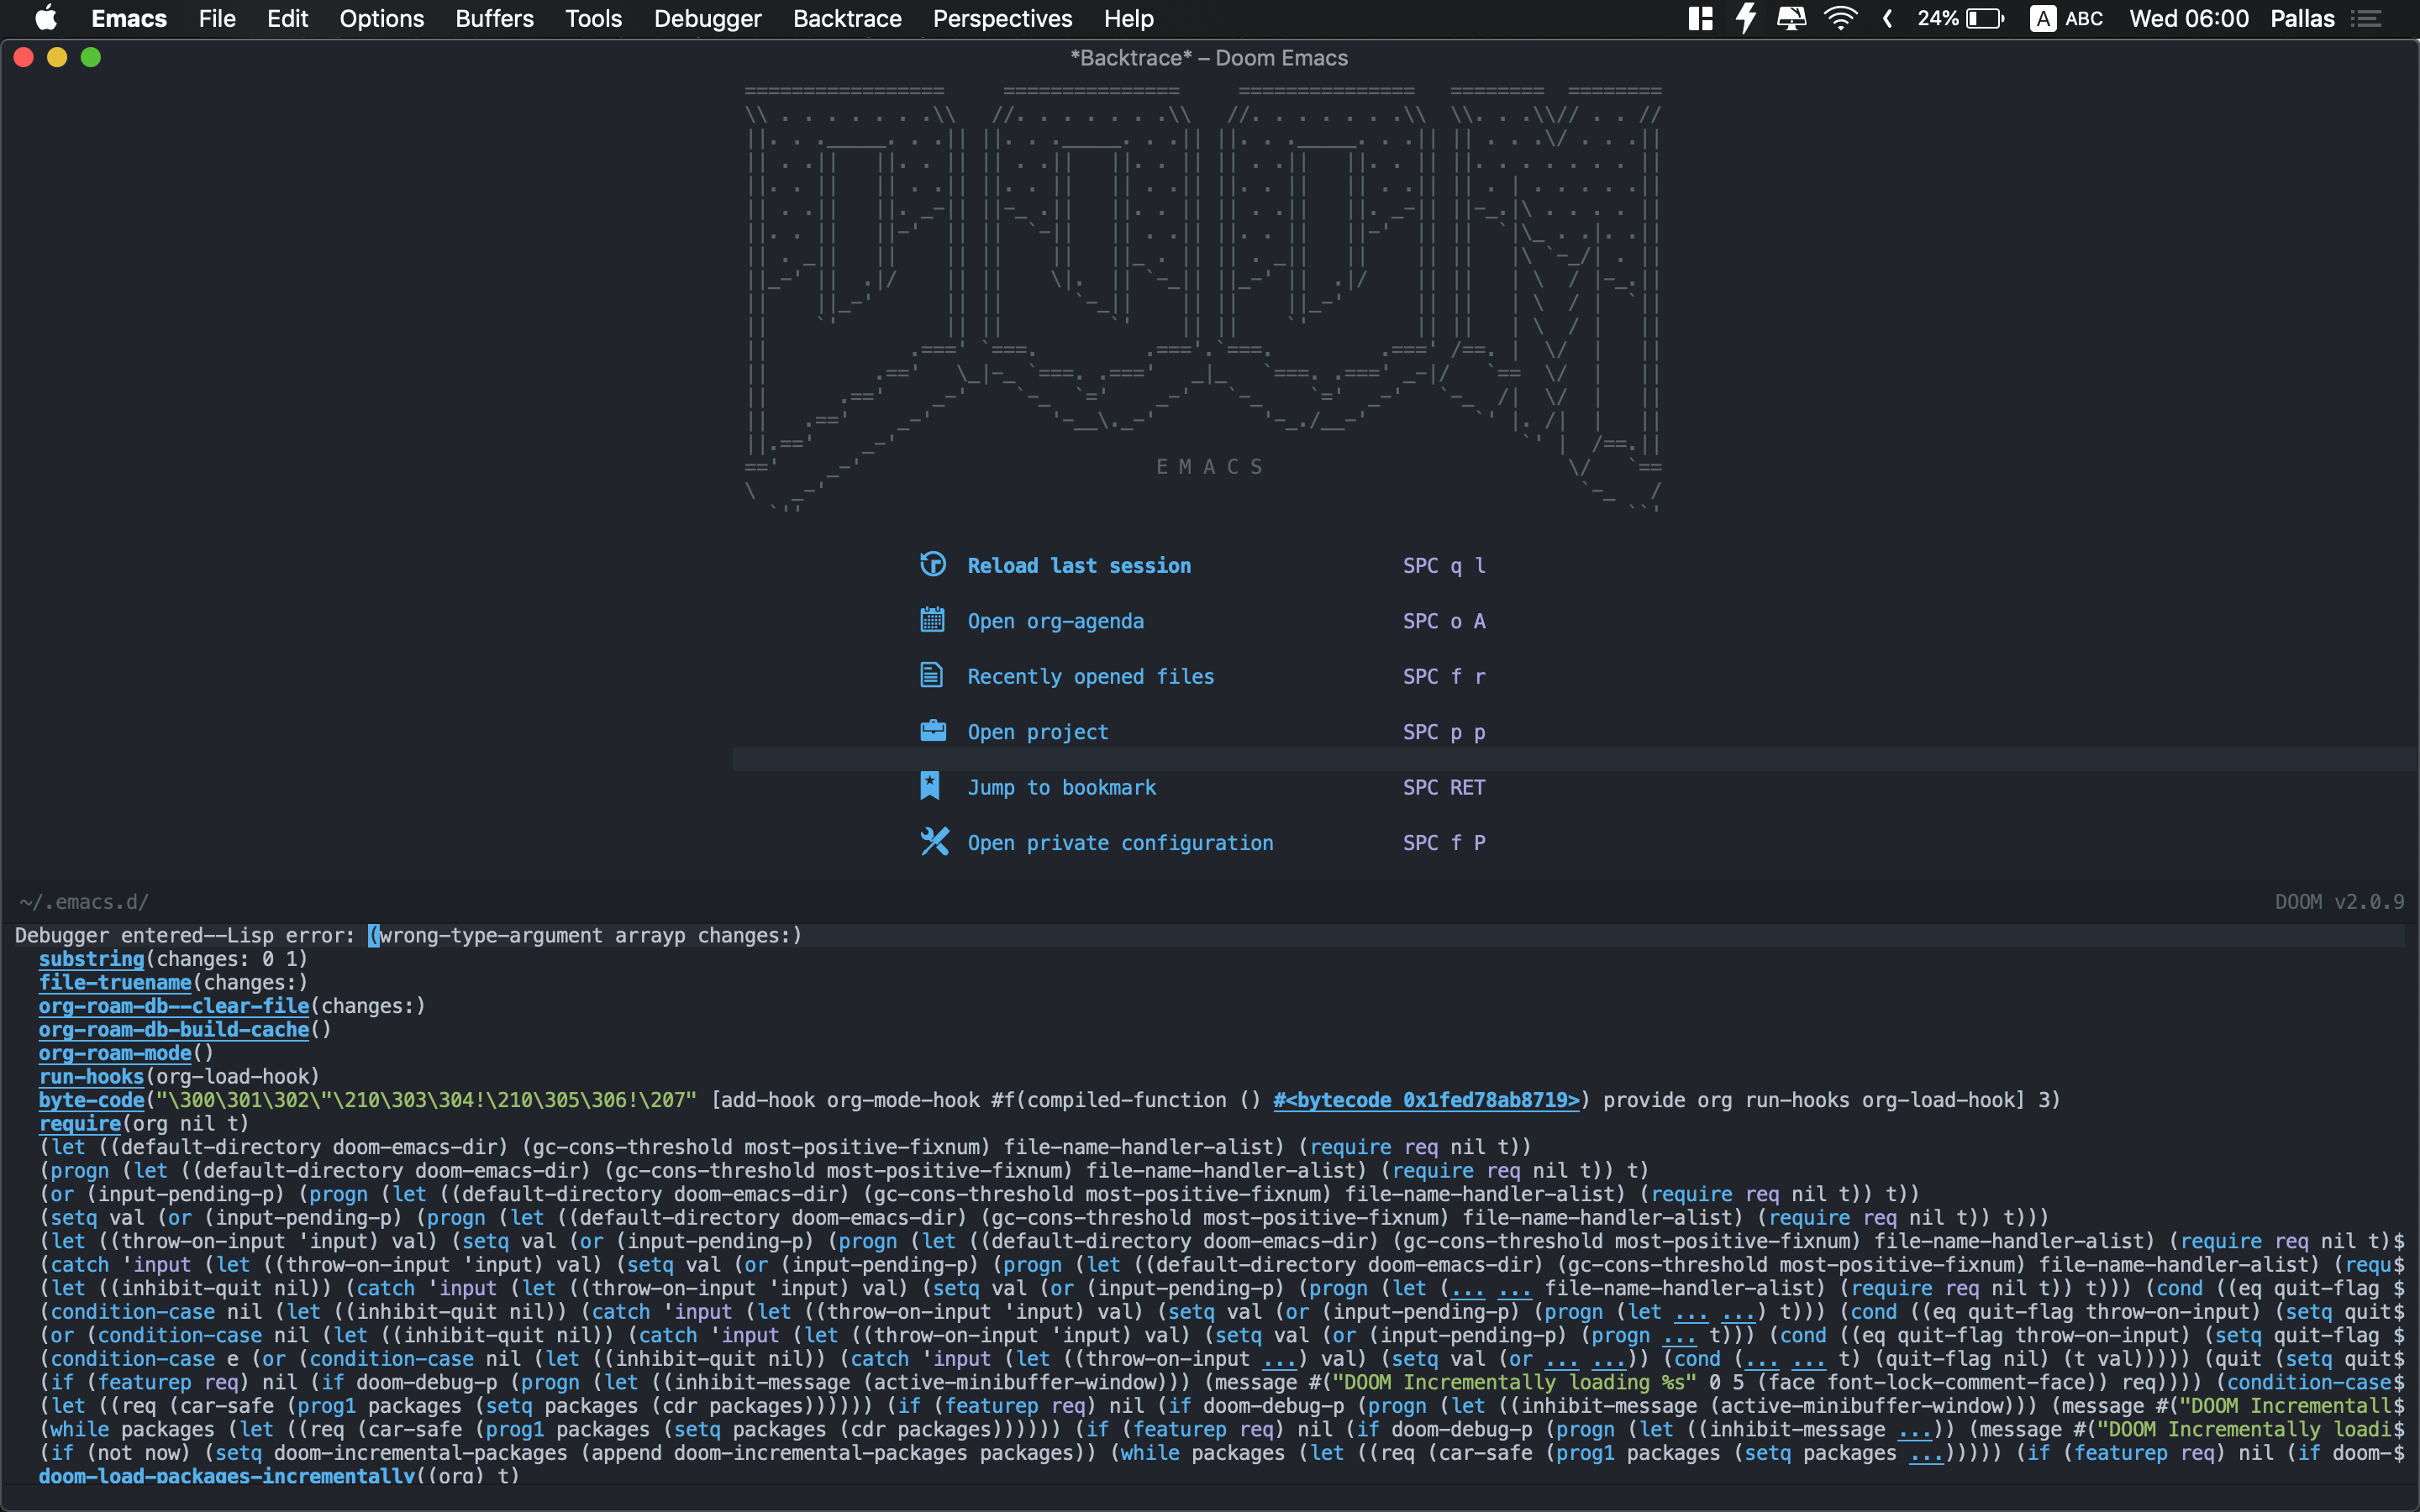 Emacs File Edit Options Buffers Tools Debugger Backtrace Perspectives Help 24% A ABC Wed 06:00 Pallas
*Backtrace* – Doom Emacs
E M A C S
Reload last session SPC q l
Open org-agenda SPC o A
Recently opened files SPC f r
Open project SPC p p
Jump to bookmark SPC RET
Open private configuration SPC f P
~/.emacs.d/ DOOM v2.0.9
Debugger entered--Lisp error: (wrong-type-argument arrayp changes:)
substring(changes: 0 1)
file-truename(changes:)
org-roam-db--clear-file(changes:)
org-roam-db-build-cache()
org-roam-mode()
run-hooks(org-load-hook)
byte-code("\300\301\302\"\210\303\304!\210\305\306!\207" [add-hook org-mode-hook #f(compiled-function () #<bytecode 0x1fed78ab8719>) provide org run-hooks org-load-hook] 3)
require(org nil t)
(let ((default-directory doom-emacs-dir) (gc-cons-threshold most-positive-fixnum) file-name-handler-alist) (require req nil t))
(progn (let ((default-directory doom-emacs-dir) (gc-cons-threshold most-positive-fixnum) file-name-handler-alist) (require req nil t)) t)
(or (input-pending-p) (progn (let ((default-directory doom-emacs-dir) (gc-cons-threshold most-positive-fixnum) file-name-handler-alist) (require req nil t)) t))
(setq val (or (input-pending-p) (progn (let ((default-directory doom-emacs-dir) (gc-cons-threshold most-positive-fixnum) file-name-handler-alist) (require req nil t)) t)))
(let ((throw-on-input 'input) val) (setq val (or (input-pending-p) (progn (let ((default-directory doom-emacs-dir) (gc-cons-threshold most-positive-fixnum) file-name-handler-alist) (require req nil t)$
(catch 'input (let ((throw-on-input 'input) val) (setq val (or (input-pending-p) (progn (let ((default-directory doom-emacs-dir) (gc-cons-threshold most-positive-fixnum) file-name-handler-alist) (requ$
(let ((inhibit-quit nil)) (catch 'input (let ((throw-on-input 'input) val) (setq val (or (input-pending-p) (progn (let (... ... file-name-handler-alist) (require req nil t)) t))) (cond ((eq quit-flag $
(condition-case nil (let ((inhibit-quit nil)) (catch 'input (let ((throw-on-input 'input) val) (setq val (or (input-pending-p) (progn (let ... ...) t))) (cond ((eq quit-flag throw-on-input) (setq quit$
(or (condition-case nil (let ((inhibit-quit nil)) (catch 'input (let ((throw-on-input 'input) val) (setq val (or (input-pending-p) (progn ... t))) (cond ((eq quit-flag throw-on-input) (setq quit-flag $
(condition-case e (or (condition-case nil (let ((inhibit-quit nil)) (catch 'input (let ((throw-on-input ...) val) (setq val (or ... ...)) (cond (... ... t) (quit-flag nil) (t val))))) (quit (setq quit$
(if (featurep req) nil (if doom-debug-p (progn (let ((inhibit-message (active-minibuffer-window))) (message #("DOOM Incrementally loading %s" 0 5 (face font-lock-comment-face)) req)))) (condition-case$
(let ((req (car-safe (prog1 packages (setq packages (cdr packages)))))) (if (featurep req) nil (if doom-debug-p (progn (let ((inhibit-message (active-minibuffer-window))) (message #("DOOM Incrementall$
(while packages (let ((req (car-safe (prog1 packages (setq packages (cdr packages)))))) (if (featurep req) nil (if doom-debug-p (progn (let ((inhibit-message ...)) (message #("DOOM Incrementally loadi$
(if (not now) (setq doom-incremental-packages (append doom-incremental-packages packages)) (while packages (let ((req (car-safe (prog1 packages (setq packages ...))))) (if (featurep req) nil (if doom-$
doom-load-packages-incrementally((org) t)